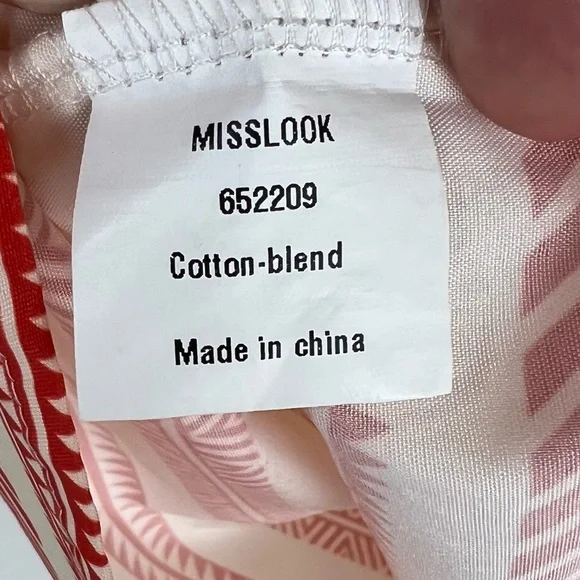 MISSLOOK
652209
Cotton-blend
Made in china